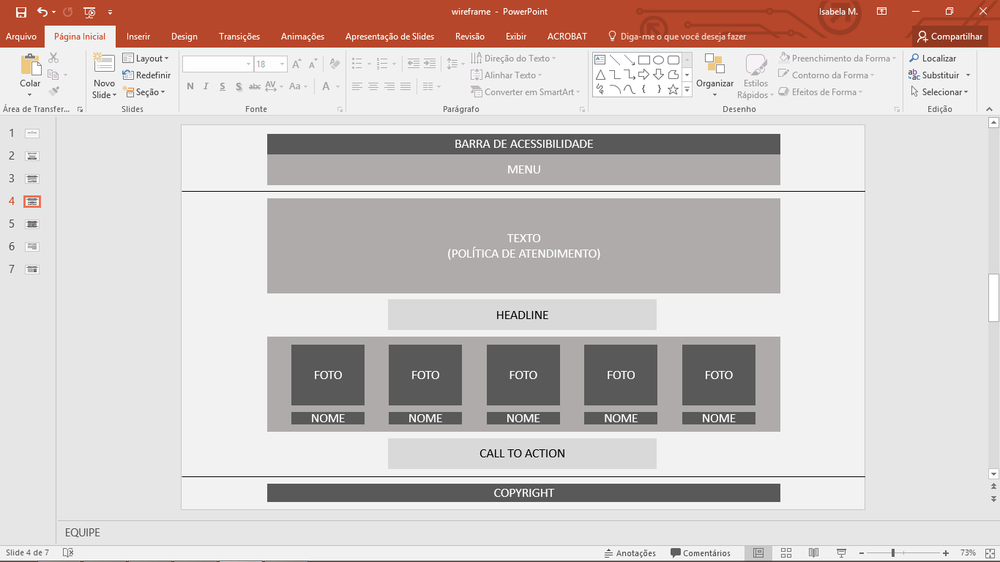 wireframe - PowerPoint
Isabela M.
Arquivo
Página Inicial
Inserir
Design
Transições
Animações
Apresentação de Slides
Revisão
Exibir
ACROBAT
Diga-me o que você deseja fazer
Compartilhar
Colar
Área de Transfer...
Novo
Slide
Layout
Redefinir
Seção
Slides
18
N I S S abc AV Aa A
Fonte
Direção do Texto
Alinhar Texto
Converter em SmartArt
Parágrafo
Organizar
Estilos
Rápidos
Preenchimento da Forma
Contorno da Forma
Efeitos de Forma
Desenho
Localizar
Substituir
Selecionar
Edição
1
2
3
4
5
6
7
BARRA DE ACESSIBILIDADE
MENU
TEXTO
(POLÍTICA DE ATENDIMENTO)
HEADLINE
FOTO FOTO FOTO FOTO FOTO
NOME NOME NOME NOME NOME
CALL TO ACTION
COPYRIGHT
EQUIPE
Slide 4 de 7
Anotações
Comentários
73%